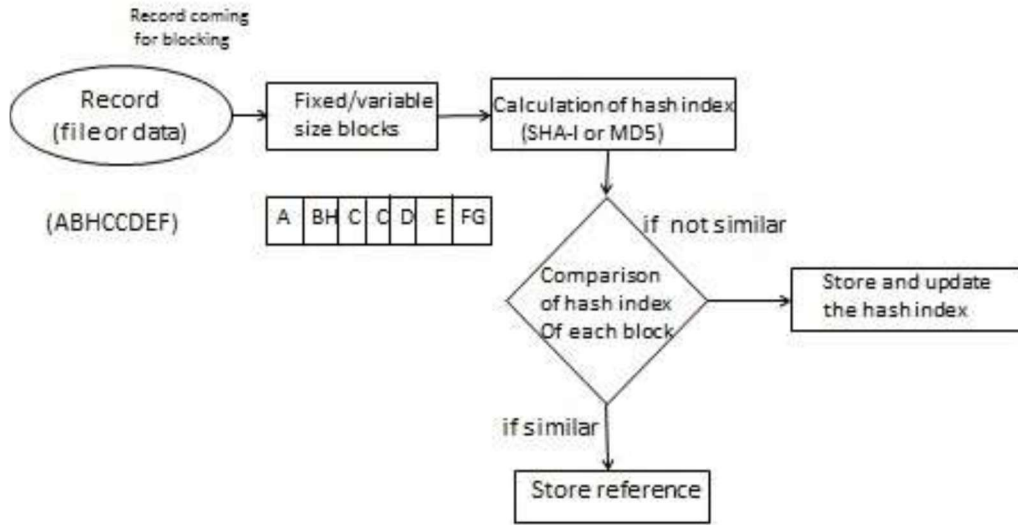 Record coming
for blocking
Record
(file or data)
Fixed/variable
size blocks
Calculation of hash index
(SHA-I or MD5)
(ABHCCDEF)
A BH C C D E FG
if not similar
Comparison
of hash index
Of each block
Store and update
the hash index
if similar
Store reference